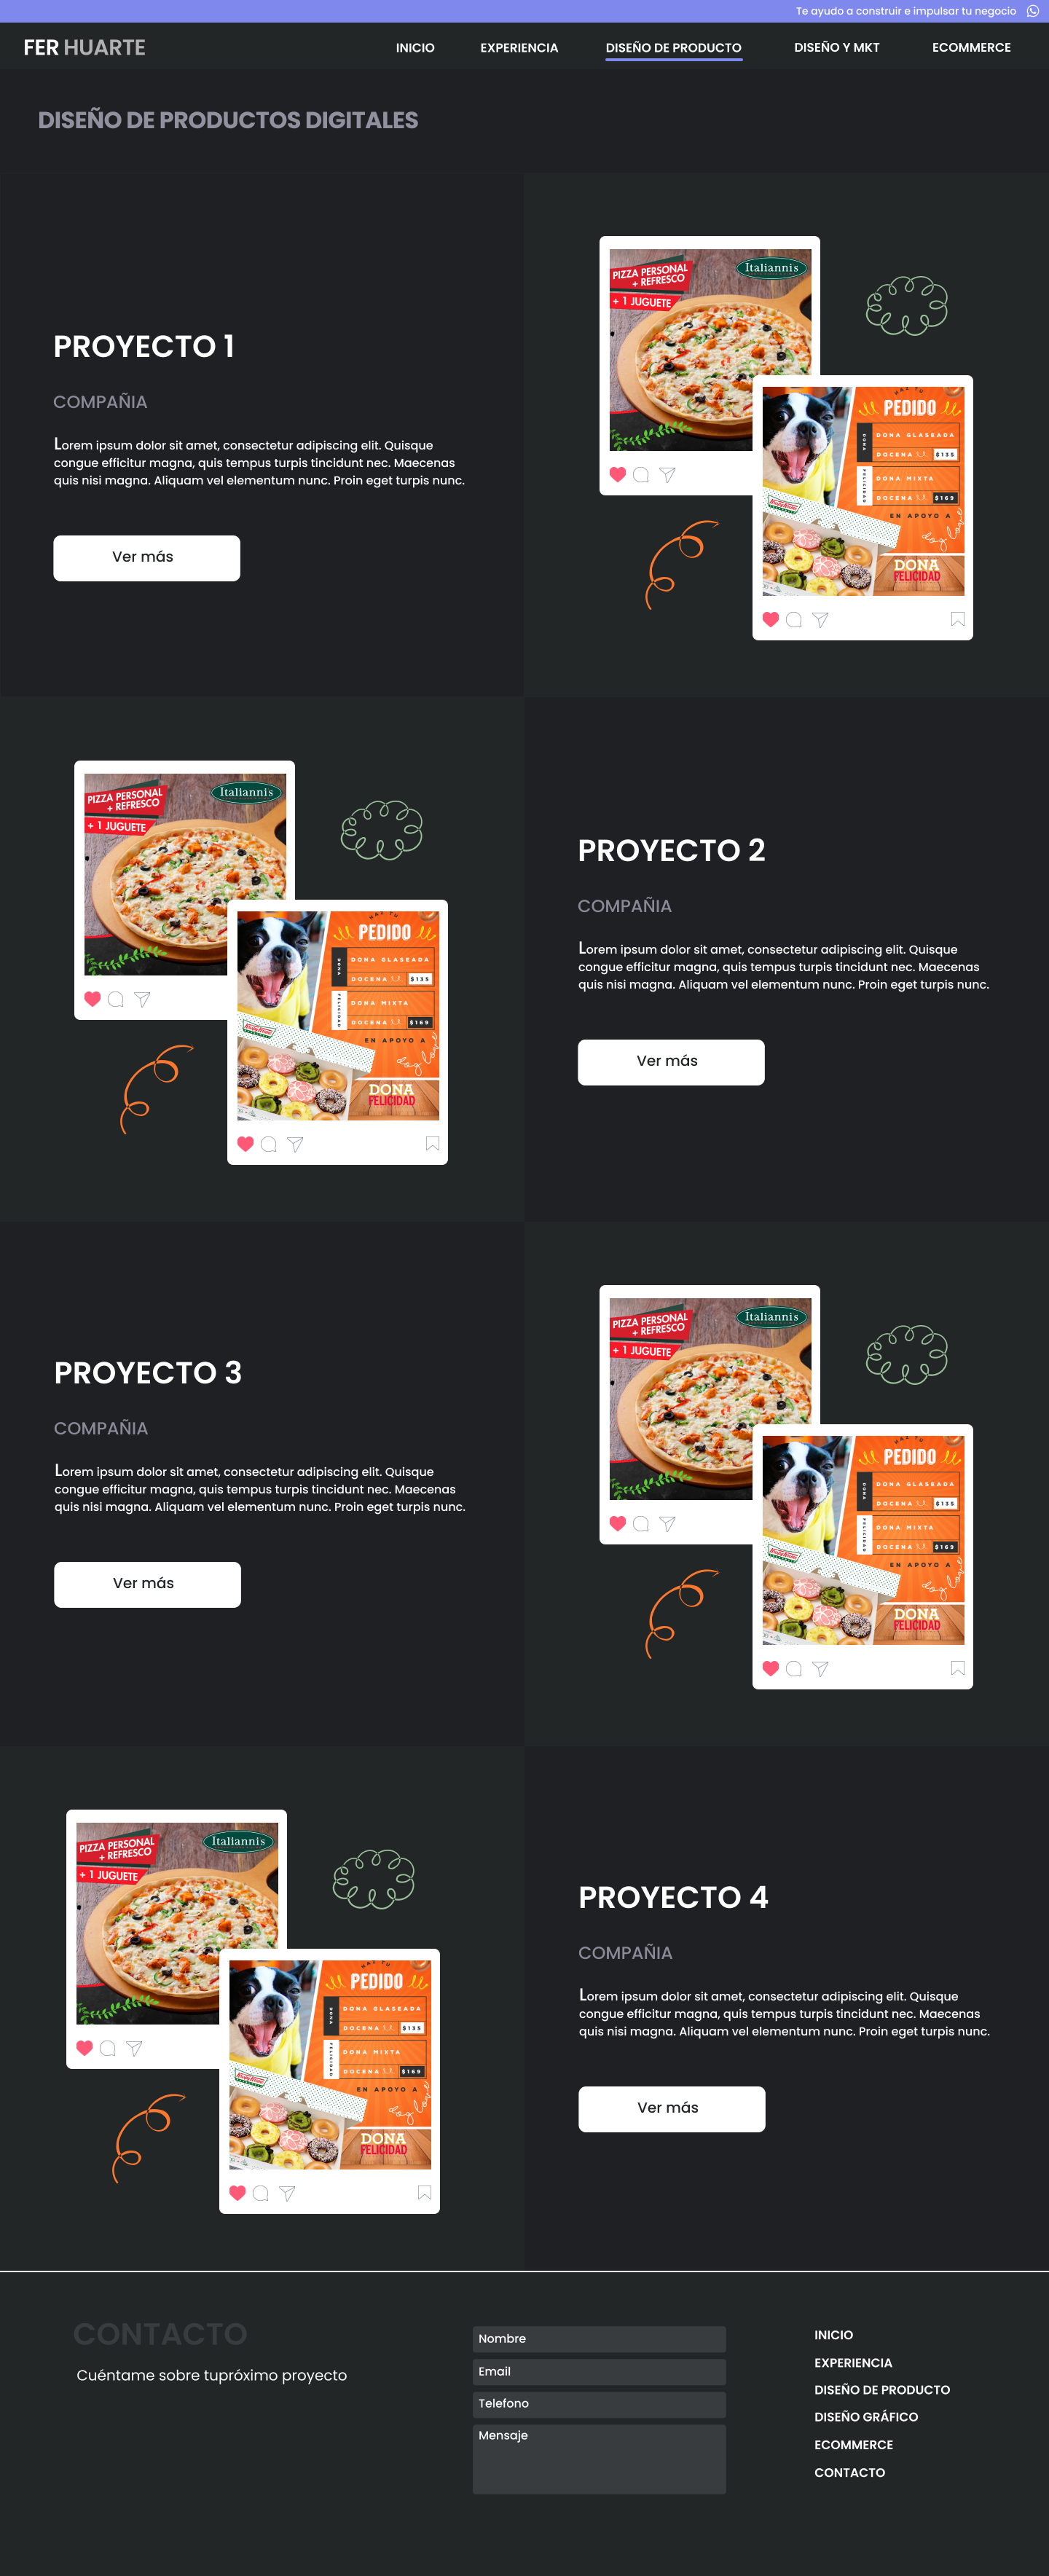 Te ayudo a construir e impulsar tu negocio
FER HUARTE
INICIO
EXPERIENCIA
DISEÑO DE PRODUCTO
DISEÑO Y MKT
ECOMMERCE
DISEÑO DE PRODUCTOS DIGITALES
PROYECTO 1
COMPAÑIA
Lorem ipsum dolor sit amet, consectetur adipiscing elit. Quisque
congue efficitur magna, quis tempus turpis tincidunt nec. Maecenas
quis nisi magna. Aliquam vel elementum nunc. Proin eget turpis nunc.
Ver más
PIZZA PERSONAL
+ REFRESCO
+ 1 JUGUETE
Italiannis
PEDIDO
DONA
DONA GLASEADA
DOCENA
$135
FELICIDAD
DONA MIXTA
DOCENA
$169
EN APOYO A
doglove
DONA
FELICIDAD
PIZZA PERSONAL
+ REFRESCO
+ 1 JUGUETE
Italiannis
PEDIDO
DONA
DONA GLASEADA
DOCENA
$135
FELICIDAD
DONA MIXTA
DOCENA
$169
EN APOYO A
doglove
DONA
FELICIDAD
PROYECTO 2
COMPAÑIA
Lorem ipsum dolor sit amet, consectetur adipiscing elit. Quisque
congue efficitur magna, quis tempus turpis tincidunt nec. Maecenas
quis nisi magna. Aliquam vel elementum nunc. Proin eget turpis nunc.
Ver más
PROYECTO 3
COMPAÑIA
Lorem ipsum dolor sit amet, consectetur adipiscing elit. Quisque
congue efficitur magna, quis tempus turpis tincidunt nec. Maecenas
quis nisi magna. Aliquam vel elementum nunc. Proin eget turpis nunc.
Ver más
PIZZA PERSONAL
+ REFRESCO
+ 1 JUGUETE
Italiannis
PEDIDO
DONA
DONA GLASEADA
DOCENA
$135
FELICIDAD
DONA MIXTA
DOCENA
$169
EN APOYO A
doglove
DONA
FELICIDAD
PIZZA PERSONAL
+ REFRESCO
+ 1 JUGUETE
Italiannis
PEDIDO
DONA
DONA GLASEADA
DOCENA
$135
FELICIDAD
DONA MIXTA
DOCENA
$169
EN APOYO A
doglove
DONA
FELICIDAD
PROYECTO 4
COMPAÑIA
Lorem ipsum dolor sit amet, consectetur adipiscing elit. Quisque
congue efficitur magna, quis tempus turpis tincidunt nec. Maecenas
quis nisi magna. Aliquam vel elementum nunc. Proin eget turpis nunc.
Ver más
CONTACTO
Cuéntame sobre tupróximo proyecto
Nombre
Email
Telefono
Mensaje
INICIO
EXPERIENCIA
DISEÑO DE PRODUCTO
DISEÑO GRÁFICO
ECOMMERCE
CONTACTO